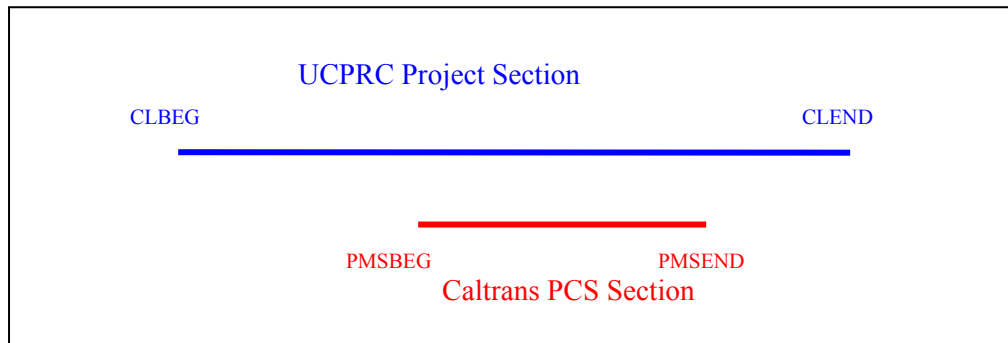 UCPRC Project Section
CLBEG CLEND
PMSBEG PMSEND
Caltrans PCS Section